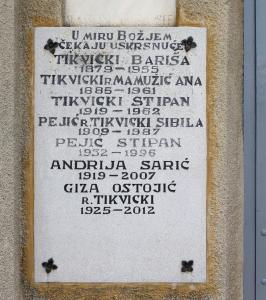 U MIRU BOŽJEM
ČEKAJU USKRSNUĆE
TIKVICKI BARIŠA
1879–1955
TIKVICKI R. MAMUŽIĆ ANA
1885–1961
TIKVICKI STIPAN
1919–1962
PEJIĆ R. TIKVICKI SIBILA
1909–1987
PEJIĆ STIPAN
1932–1996
ANDRIJA SARIĆ
1919–2007
GIZA OSTOJIĆ
R. TIKVICKI
1925–2012